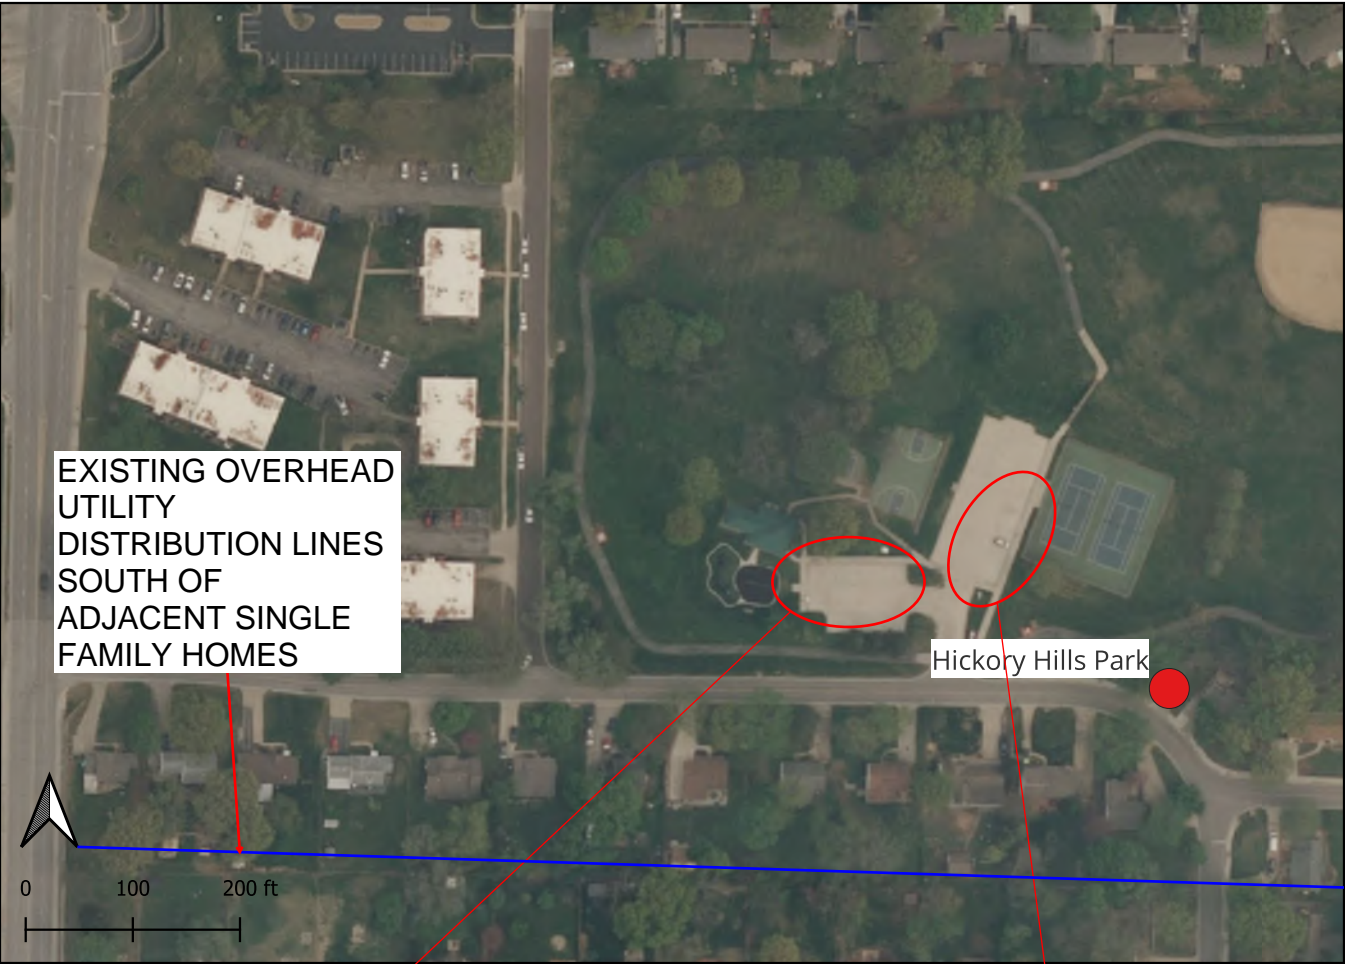 EXISTING OVERHEAD
UTILITY
DISTRIBUTION LINES
SOUTH OF
ADJACENT SINGLE
FAMILY HOMES
Hickory Hills Park
0 100 200 ft